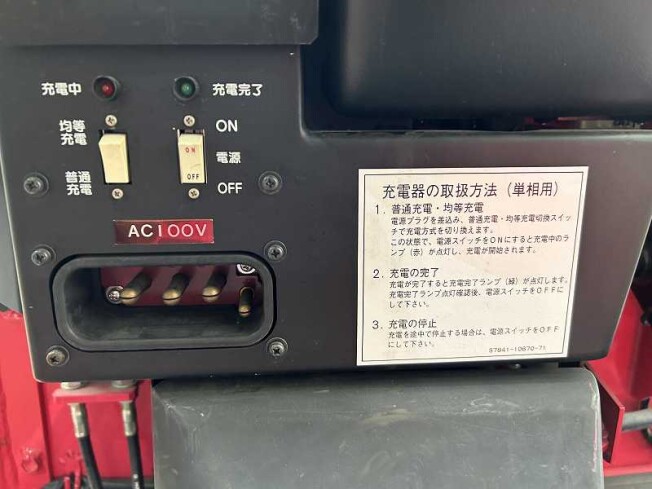 充電中
充電完了
均等
充電
ON
ON
電源
OFF
普通
充電
OFF
AC100V
充電器の取扱方法（単相用）
1．普通充電・均等充電
電源プラグを差込み、普通充電・均等充電切換スイッ
チで充電方式を切り換えます。
この状態で、電源スイッチをONにすると充電中のラ
ンプ（赤）が点灯し、充電が開始されます。
2．充電の完了
充電が完了すると充電完了ランプ（緑）が点灯します。
充電完了ランプ点灯確認後、電源スイッチをOFFに
して下さい。
3．充電の停止
充電を途中で停止する場合は、電源スイッチをOFF
にして下さい。
57841-10670-71